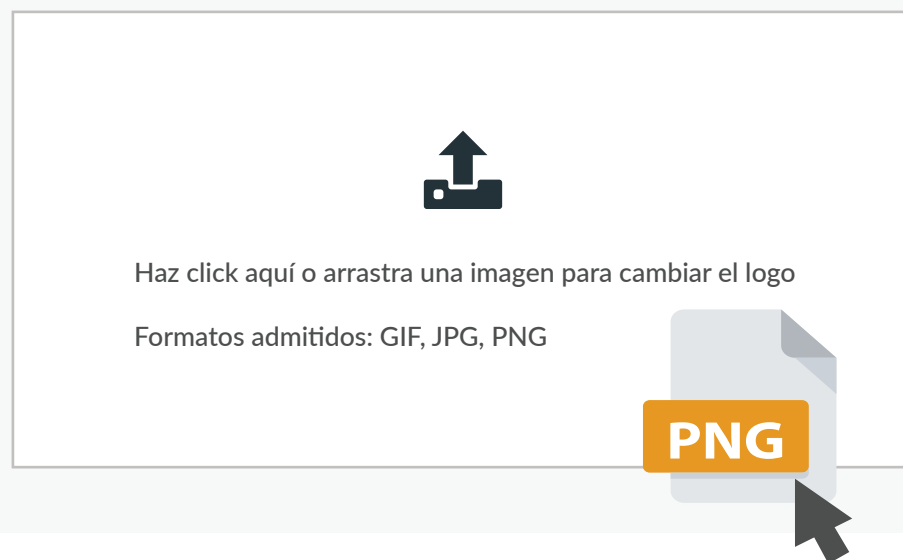 Haz click aquí o arrastra una imagen para cambiar el logo
Formatos admitidos: GIF, JPG, PNG
PNG